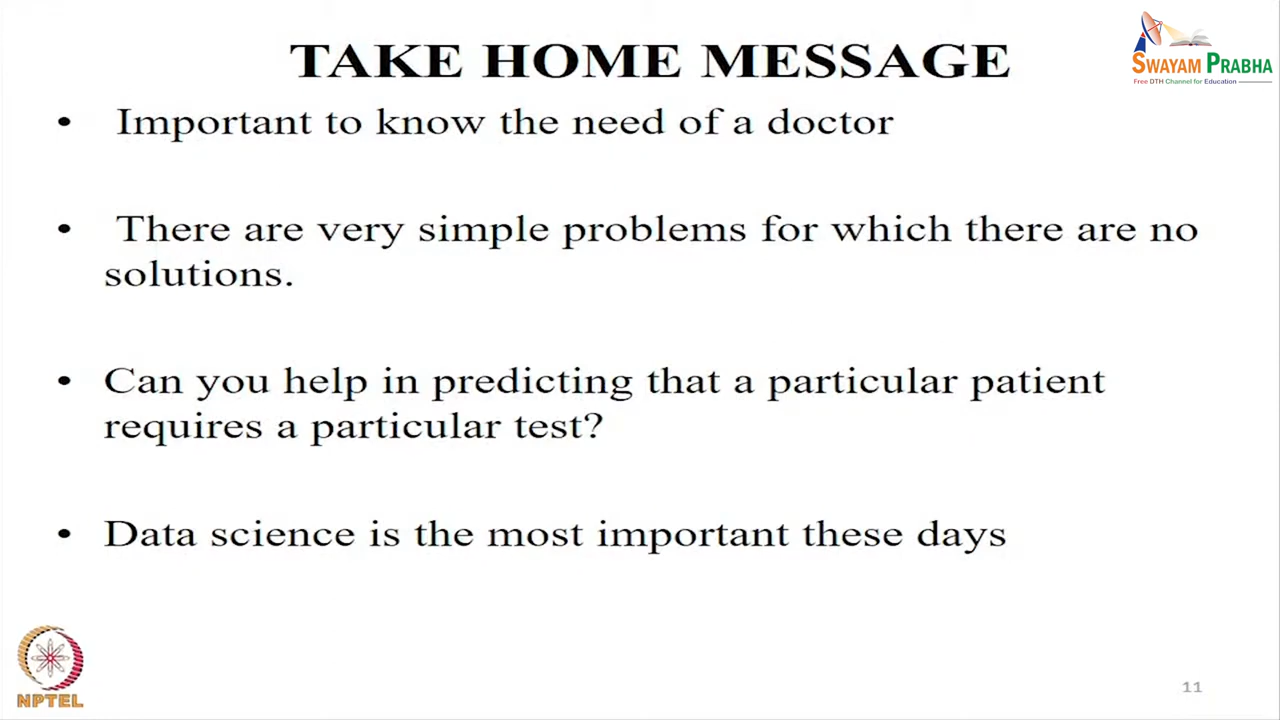 TAKE HOME MESSAGE
SWAYAM PRABHA
Free DTH Channel for Education
• Important to know the need of a doctor
• There are very simple problems for which there are no
solutions.
• Can you help in predicting that a particular patient
requires a particular test?
• Data science is the most important these days
NPTEL
11